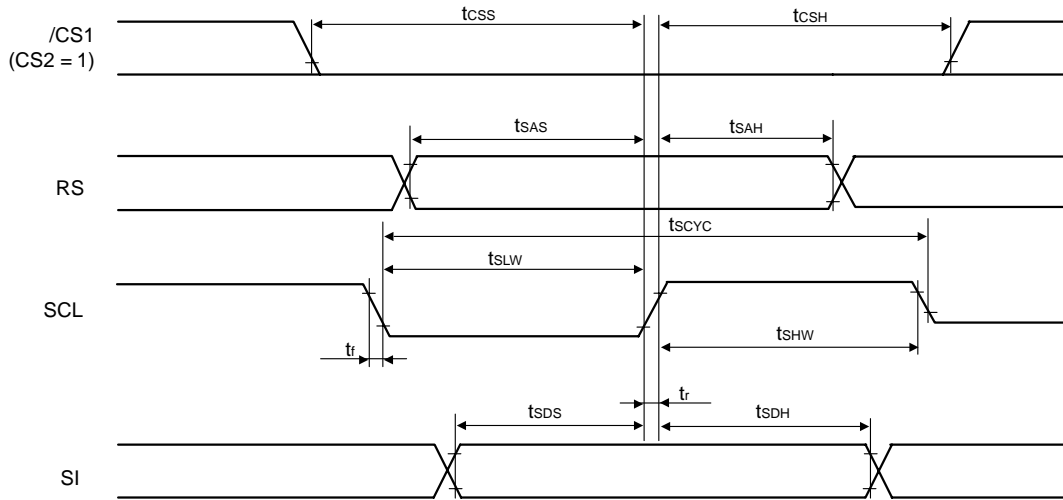 /CS1
(CS2 = 1)
tCSS
tCSH
RS
tSAS
tSAH
tSCYC
SCL
tSLW
tSHW
tf
tr
SI
tSDS
tSDH